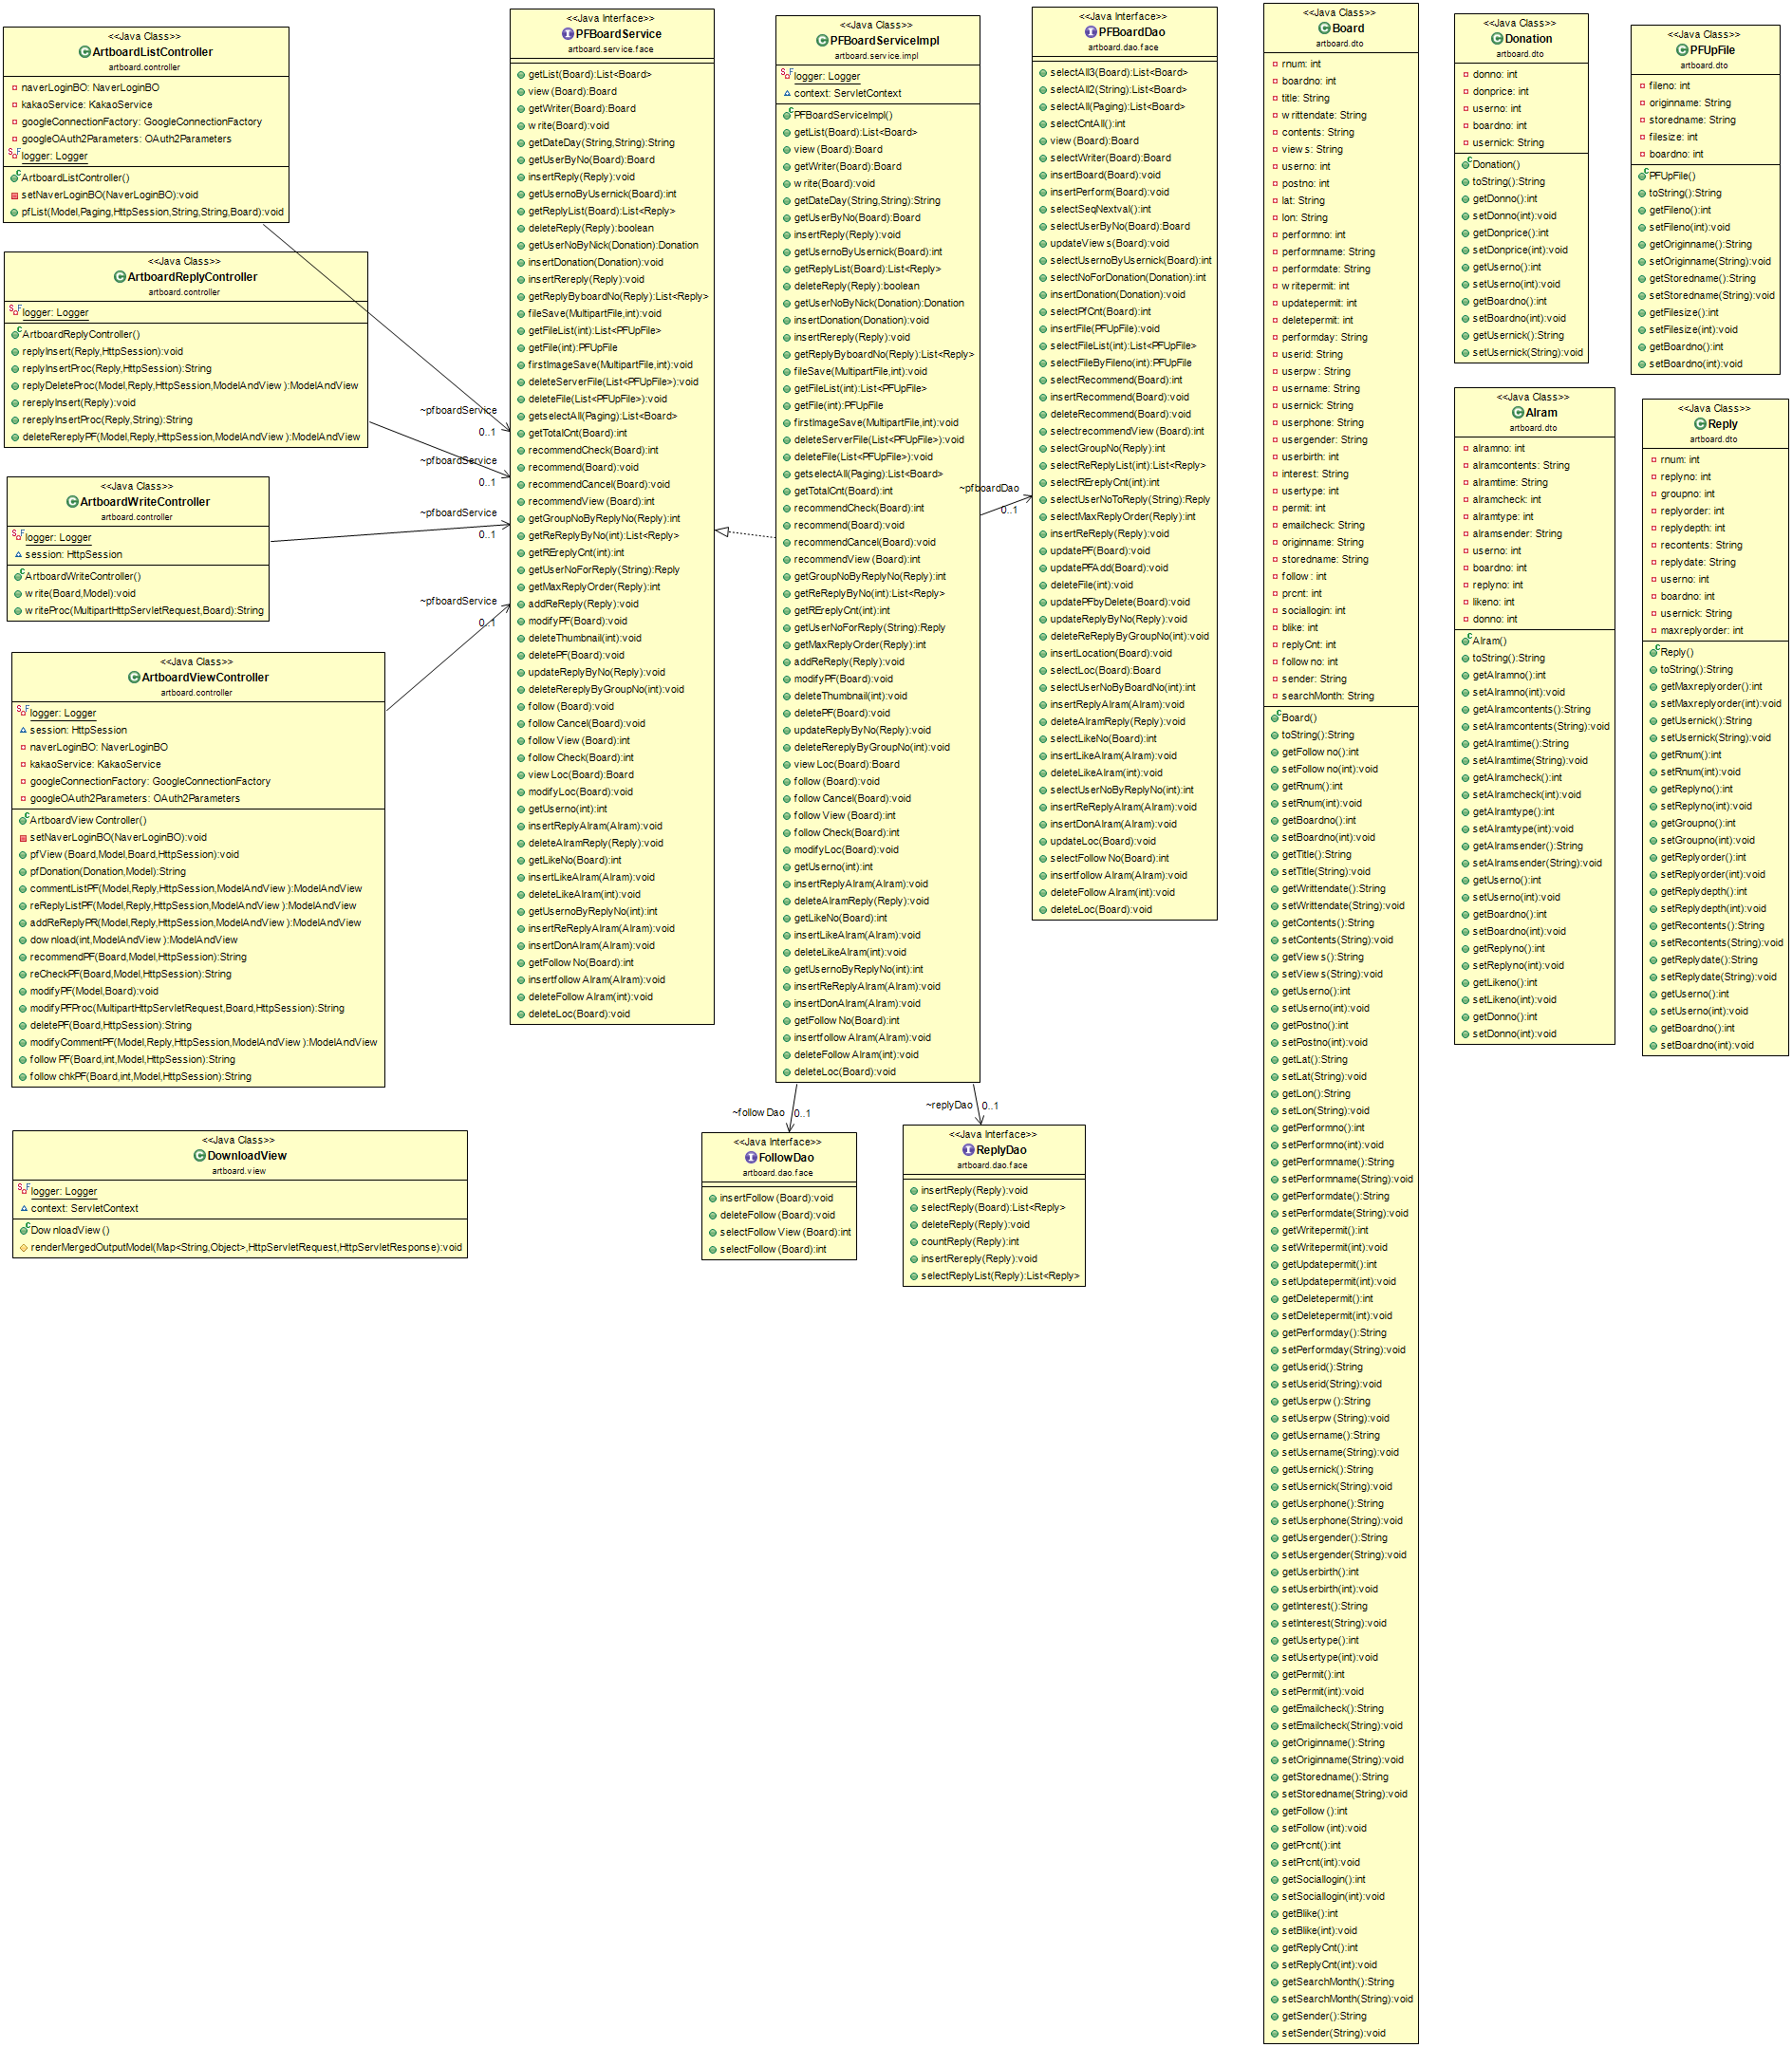 <<Java Class>>
ArtboardListController
artboard.controller
naverLoginBO: NaverLoginBO
kakaoService: KakaoService
googleConnectionFactory: GoogleConnectionFactory
googleOAuth2Parameters: OAuth2Parameters
logger: Logger
ArtboardListController()
setNaverLoginBO(NaverLoginBO):void
pfList(Model,Paging,HttpSession,String,String,Board):void
<<Java Class>>
ArtboardReplyController
artboard.controller
logger: Logger
ArtboardReplyController()
replyInsert(Reply,HttpSession):void
replyInsertProc(Reply,HttpSession):String
replyDeleteProc(Model,Reply,HttpSession,ModelAndView):ModelAndView
rereplyInsert(Reply):void
rereplyInsertProc(Reply,String):String
deleteRereplyPF(Model,Reply,HttpSession,ModelAndView):ModelAndView
<<Java Class>>
ArtboardWriteController
artboard.controller
logger: Logger
session: HttpSession
ArtboardWriteController()
write(Board,Model):void
writeProc(MultipartHttpServletRequest,Board):String
<<Java Class>>
ArtboardViewController
artboard.controller
logger: Logger
session: HttpSession
naverLoginBO: NaverLoginBO
kakaoService: KakaoService
googleConnectionFactory: GoogleConnectionFactory
googleOAuth2Parameters: OAuth2Parameters
ArtboardViewController()
setNaverLoginBO(NaverLoginBO):void
pfView(Board,Model,Board,HttpSession):void
pfDonation(Donation,Model):String
commentListPF(Model,Reply,HttpSession,ModelAndView):ModelAndView
reReplyListPF(Model,Reply,HttpSession,ModelAndView):ModelAndView
addReReplyPR(Model,Reply,HttpSession,ModelAndView):ModelAndView
download(int,ModelAndView):ModelAndView
recommendPF(Board,Model,HttpSession):String
reCheckPF(Board,Model,HttpSession):String
modifyPF(Model,Board):void
modifyPFProc(MultipartHttpServletRequest,Board,HttpSession):String
deletePF(Board,HttpSession):String
modifyCommentPF(Model,Reply,HttpSession,ModelAndView):ModelAndView
followPF(Board,int,Model,HttpSession):String
followchkPF(Board,int,Model,HttpSession):String
<<Java Class>>
DownloadView
artboard.view
logger: Logger
context: ServletContext
DownloadView()
renderMergedOutputModel(Map<String,Object>,HttpServletRequest,HttpServletResponse):void
~pfboardService
0..1
~pfboardService
0..1
~pfboardService
0..1
~pfboardService
0..1
<<Java Interface>>
PFBoardService
artboard.service.face
getList(Board):List<Board>
view(Board):Board
getWriter(Board):Board
write(Board):void
getDateDay(String,String):String
getUserByNo(Board):Board
insertReply(Reply):void
getUsernoByUsernick(Board):int
getReplyList(Board):List<Reply>
deleteReply(Reply):boolean
getUserNoByNick(Donation):Donation
insertDonation(Donation):void
insertRereply(Reply):void
getReplyByboardNo(Reply):List<Reply>
fileSave(MultipartFile,int):void
getFileList(int):List<PFUpFile>
getFile(int):PFUpFile
firstImageSave(MultipartFile,int):void
deleteServerFile(List<PFUpFile>):void
deleteFile(List<PFUpFile>):void
getselectAll(Paging):List<Board>
getTotalCnt(Board):int
recommendCheck(Board):int
recommend(Board):void
recommendCancel(Board):void
recommendView(Board):int
getGroupNoByReplyNo(Reply):int
getReReplyByNo(int):List<Reply>
getREreplyCnt(int):int
getUserNoForReply(String):Reply
getMaxReplyOrder(Reply):int
addReReply(Reply):void
modifyPF(Board):void
deleteThumbnail(int):void
deletePF(Board):void
updateReplyByNo(Reply):void
deleteRereplyByGroupNo(int):void
follow(Board):void
followCancel(Board):void
followView(Board):int
followCheck(Board):int
viewLoc(Board):Board
modifyLoc(Board):void
getUserno(int):int
insertReplyAlram(Alram):void
deleteAlramReply(Reply):void
getLikeNo(Board):int
insertLikeAlram(Alram):void
deleteLikeAlram(int):void
getUsernoByReplyNo(int):int
insertReReplyAlram(Alram):void
insertDonAlram(Alram):void
getFollowNo(Board):int
insertfollowAlram(Alram):void
deleteFollowAlram(int):void
deleteLoc(Board):void
<<Java Class>>
PFBoardServiceImpl
artboard.service.impl
logger: Logger
context: ServletContext
PFBoardServiceImpl()
getList(Board):List<Board>
view(Board):Board
getWriter(Board):Board
write(Board):void
getDateDay(String,String):String
getUserByNo(Board):Board
insertReply(Reply):void
getUsernoByUsernick(Board):int
getReplyList(Board):List<Reply>
deleteReply(Reply):boolean
getUserNoByNick(Donation):Donation
insertDonation(Donation):void
insertRereply(Reply):void
getReplyByboardNo(Reply):List<Reply>
fileSave(MultipartFile,int):void
getFileList(int):List<PFUpFile>
getFile(int):PFUpFile
firstImageSave(MultipartFile,int):void
deleteServerFile(List<PFUpFile>):void
deleteFile(List<PFUpFile>):void
getselectAll(Paging):List<Board>
getTotalCnt(Board):int
recommendCheck(Board):int
recommend(Board):void
recommendCancel(Board):void
recommendView(Board):int
getGroupNoByReplyNo(Reply):int
getReReplyByNo(int):List<Reply>
getREreplyCnt(int):int
getUserNoForReply(String):Reply
getMaxReplyOrder(Reply):int
addReReply(Reply):void
modifyPF(Board):void
deleteThumbnail(int):void
deletePF(Board):void
updateReplyByNo(Reply):void
deleteRereplyByGroupNo(int):void
viewLoc(Board):Board
follow(Board):void
followCancel(Board):void
followView(Board):int
followCheck(Board):int
modifyLoc(Board):void
getUserno(int):int
insertReplyAlram(Alram):void
deleteAlramReply(Reply):void
getLikeNo(Board):int
insertLikeAlram(Alram):void
deleteLikeAlram(int):void
getUsernoByReplyNo(int):int
insertReReplyAlram(Alram):void
insertDonAlram(Alram):void
getFollowNo(Board):int
insertfollowAlram(Alram):void
deleteFollowAlram(int):void
deleteLoc(Board):void
~followDao
0..1
~replyDao
0..1
~pfboardDao
0..1
<<Java Interface>>
FollowDao
artboard.dao.face
insertFollow(Board):void
deleteFollow(Board):void
selectFollowView(Board):int
selectFollow(Board):int
<<Java Interface>>
ReplyDao
artboard.dao.face
insertReply(Reply):void
selectReply(Board):List<Reply>
deleteReply(Reply):void
countReply(Reply):int
insertRereply(Reply):void
selectReplyList(Reply):List<Reply>
<<Java Interface>>
PFBoardDao
artboard.dao.face
selectAll3(Board):List<Board>
selectAll2(String):List<Board>
selectAll(Paging):List<Board>
selectCntAll():int
view(Board):Board
selectWriter(Board):Board
insertBoard(Board):void
insertPerform(Board):void
selectSeqNextval():int
selectUserByNo(Board):Board
updateViews(Board):void
selectUsernoByUsernick(Board):int
selectNoForDonation(Donation):int
insertDonation(Donation):void
selectPfCnt(Board):int
insertFile(PFUpFile):void
selectFileList(int):List<PFUpFile>
selectFileByFileno(int):PFUpFile
selectRecommend(Board):int
insertRecommend(Board):void
deleteRecommend(Board):void
selectrecommendView(Board):int
selectGroupNo(Reply):int
selectReReplyList(int):List<Reply>
selectREreplyCnt(int):int
selectUserNoToReply(String):Reply
selectMaxReplyOrder(Reply):int
insertReReply(Reply):void
updatePF(Board):void
updatePFAdd(Board):void
deleteFile(int):void
updatePFbyDelete(Board):void
updateReplyByNo(Reply):void
deleteReReplyByGroupNo(int):void
insertLocation(Board):void
selectLoc(Board):Board
selectUserNoByBoardNo(int):int
insertReplyAlram(Alram):void
deleteAlramReply(Reply):void
selectLikeNo(Board):int
insertLikeAlram(Alram):void
deleteLikeAlram(int):void
selectUserNoByReplyNo(int):int
insertReReplyAlram(Alram):void
insertDonAlram(Alram):void
updateLoc(Board):void
selectFollowNo(Board):int
insertfollowAlram(Alram):void
deleteFollowAlram(int):void
deleteLoc(Board):void
<<Java Class>>
Board
artboard.dto
rnum: int
boardno: int
title: String
writtendate: String
contents: String
views: String
userno: int
postno: int
lat: String
lon: String
performno: int
performname: String
performdate: String
writepermit: int
updatepermit: int
deletepermit: int
performday: String
userid: String
userpw: String
username: String
usernick: String
userphone: String
usergender: String
userbirth: int
interest: String
usertype: int
permit: int
emailcheck: String
originname: String
storedname: String
follow: int
prcnt: int
sociallogin: int
blike: int
replyCnt: int
followno: int
sender: String
searchMonth: String
Board()
toString():String
getFollowno():int
setFollowno(int):void
getRnum():int
setRnum(int):void
getBoardno():int
setBoardno(int):void
getTitle():String
setTitle(String):void
getWrittendate():String
setWrittendate(String):void
getContents():String
setContents(String):void
getViews():String
setViews(String):void
getUserno():int
setUserno(int):void
getPostno():int
setPostno(int):void
getLat():String
setLat(String):void
getLon():String
setLon(String):void
getPerformno():int
setPerformno(int):void
getPerformname():String
setPerformname(String):void
getPerformdate():String
setPerformdate(String):void
getWritepermit():int
setWritepermit(int):void
getUpdatepermit():int
setUpdatepermit(int):void
getDeletepermit():int
setDeletepermit(int):void
getPerformday():String
setPerformday(String):void
getUserid():String
setUserid(String):void
getUserpw():String
setUserpw(String):void
getUsername():String
setUsername(String):void
getUsernick():String
setUsernick(String):void
getUserphone():String
setUserphone(String):void
getUsergender():String
setUsergender(String):void
getUserbirth():int
setUserbirth(int):void
getInterest():String
setInterest(String):void
getUsertype():int
setUsertype(int):void
getPermit():int
setPermit(int):void
getEmailcheck():String
setEmailcheck(String):void
getOriginname():String
setOriginname(String):void
getStoredname():String
setStoredname(String):void
getFollow():int
setFollow(int):void
getPrcnt():int
setPrcnt(int):void
getSociallogin():int
setSociallogin(int):void
getBlike():int
setBlike(int):void
getReplyCnt():int
setReplyCnt(int):void
getSearchMonth():String
setSearchMonth(String):void
getSender():String
setSender(String):void
<<Java Class>>
Donation
artboard.dto
donno: int
donprice: int
userno: int
boardno: int
usernick: String
Donation()
toString():String
getDonno():int
setDonno(int):void
getDonprice():int
setDonprice(int):void
getUserno():int
setUserno(int):void
getBoardno():int
setBoardno(int):void
getUsernick():String
setUsernick(String):void
<<Java Class>>
Alram
artboard.dto
alramno: int
alramcontents: String
alramtime: String
alramcheck: int
alramtype: int
alramsender: String
userno: int
boardno: int
replyno: int
likeno: int
donno: int
Alram()
toString():String
getAlramno():int
setAlramno(int):void
getAlramcontents():String
setAlramcontents(String):void
getAlramtime():String
setAlramtime(String):void
getAlramcheck():int
setAlramcheck(int):void
getAlramtype():int
setAlramtype(int):void
getAlramsender():String
setAlramsender(String):void
getUserno():int
setUserno(int):void
getBoardno():int
setBoardno(int):void
getReplyno():int
setReplyno(int):void
getLikeno():int
setLikeno(int):void
getDonno():int
setDonno(int):void
<<Java Class>>
PFUpFile
artboard.dto
fileno: int
originname: String
storedname: String
filesize: int
boardno: int
PFUpFile()
toString():String
getFileno():int
setFileno(int):void
getOriginname():String
setOriginname(String):void
getStoredname():String
setStoredname(String):void
getFilesize():int
setFilesize(int):void
getBoardno():int
setBoardno(int):void
<<Java Class>>
Reply
artboard.dto
rnum: int
replyno: int
groupno: int
replyorder: int
replydepth: int
recontents: String
replydate: String
userno: int
boardno: int
usernick: String
maxreplyorder: int
Reply()
toString():String
getMaxreplyorder():int
setMaxreplyorder(int):void
getUsernick():String
setUsernick(String):void
getRnum():int
setRnum(int):void
getReplyno():int
setReplyno(int):void
getGroupno():int
setGroupno(int):void
getReplyorder():int
setReplyorder(int):void
getReplydepth():int
setReplydepth(int):void
getRecontents():String
setRecontents(String):void
getReplydate():String
setReplydate(String):void
getUserno():int
setUserno(int):void
getBoardno():int
setBoardno(int):void